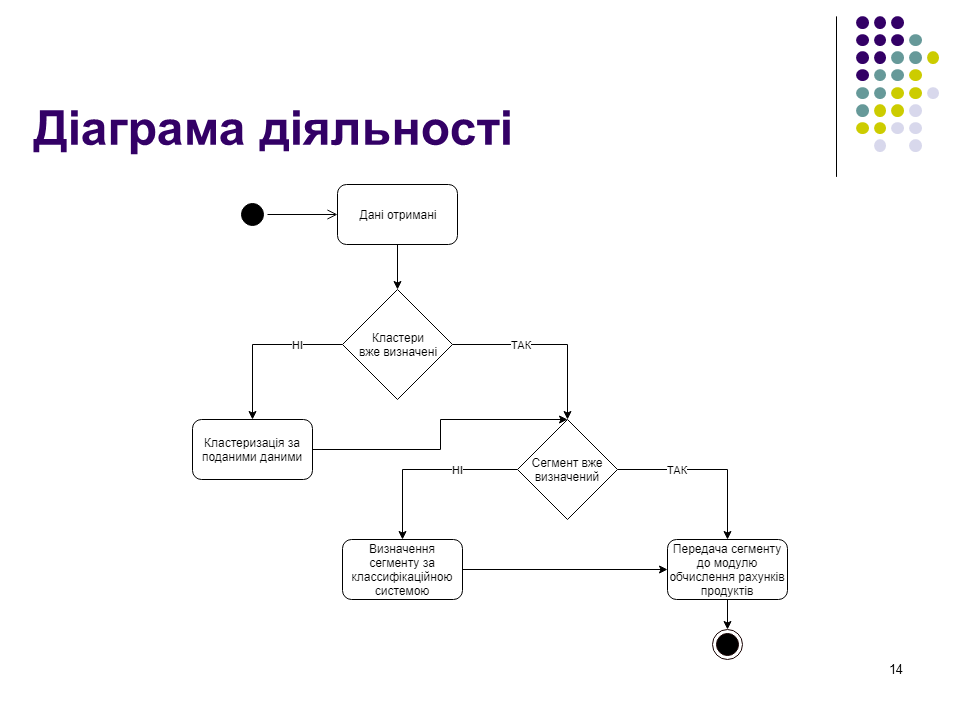 Діаграма діяльності
Дані отримані
Кластери
вже визначені
НІ
ТАК
Кластеризація за
поданими даними
Сегмент вже
визначений
НІ
ТАК
Визначення
сегменту за
классифікаційною
системою
Передача сегменту
до модулю
обчислення рахунків
продуктів
14